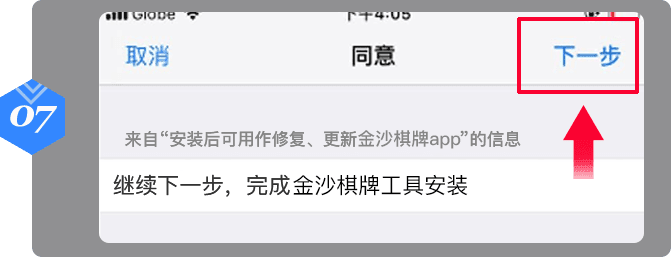 Globe 下午4:05
取消 同意 下一步
07
来自“安装后可用作修复、更新金沙棋牌app”的信息
继续下一步，完成金沙棋牌工具安装